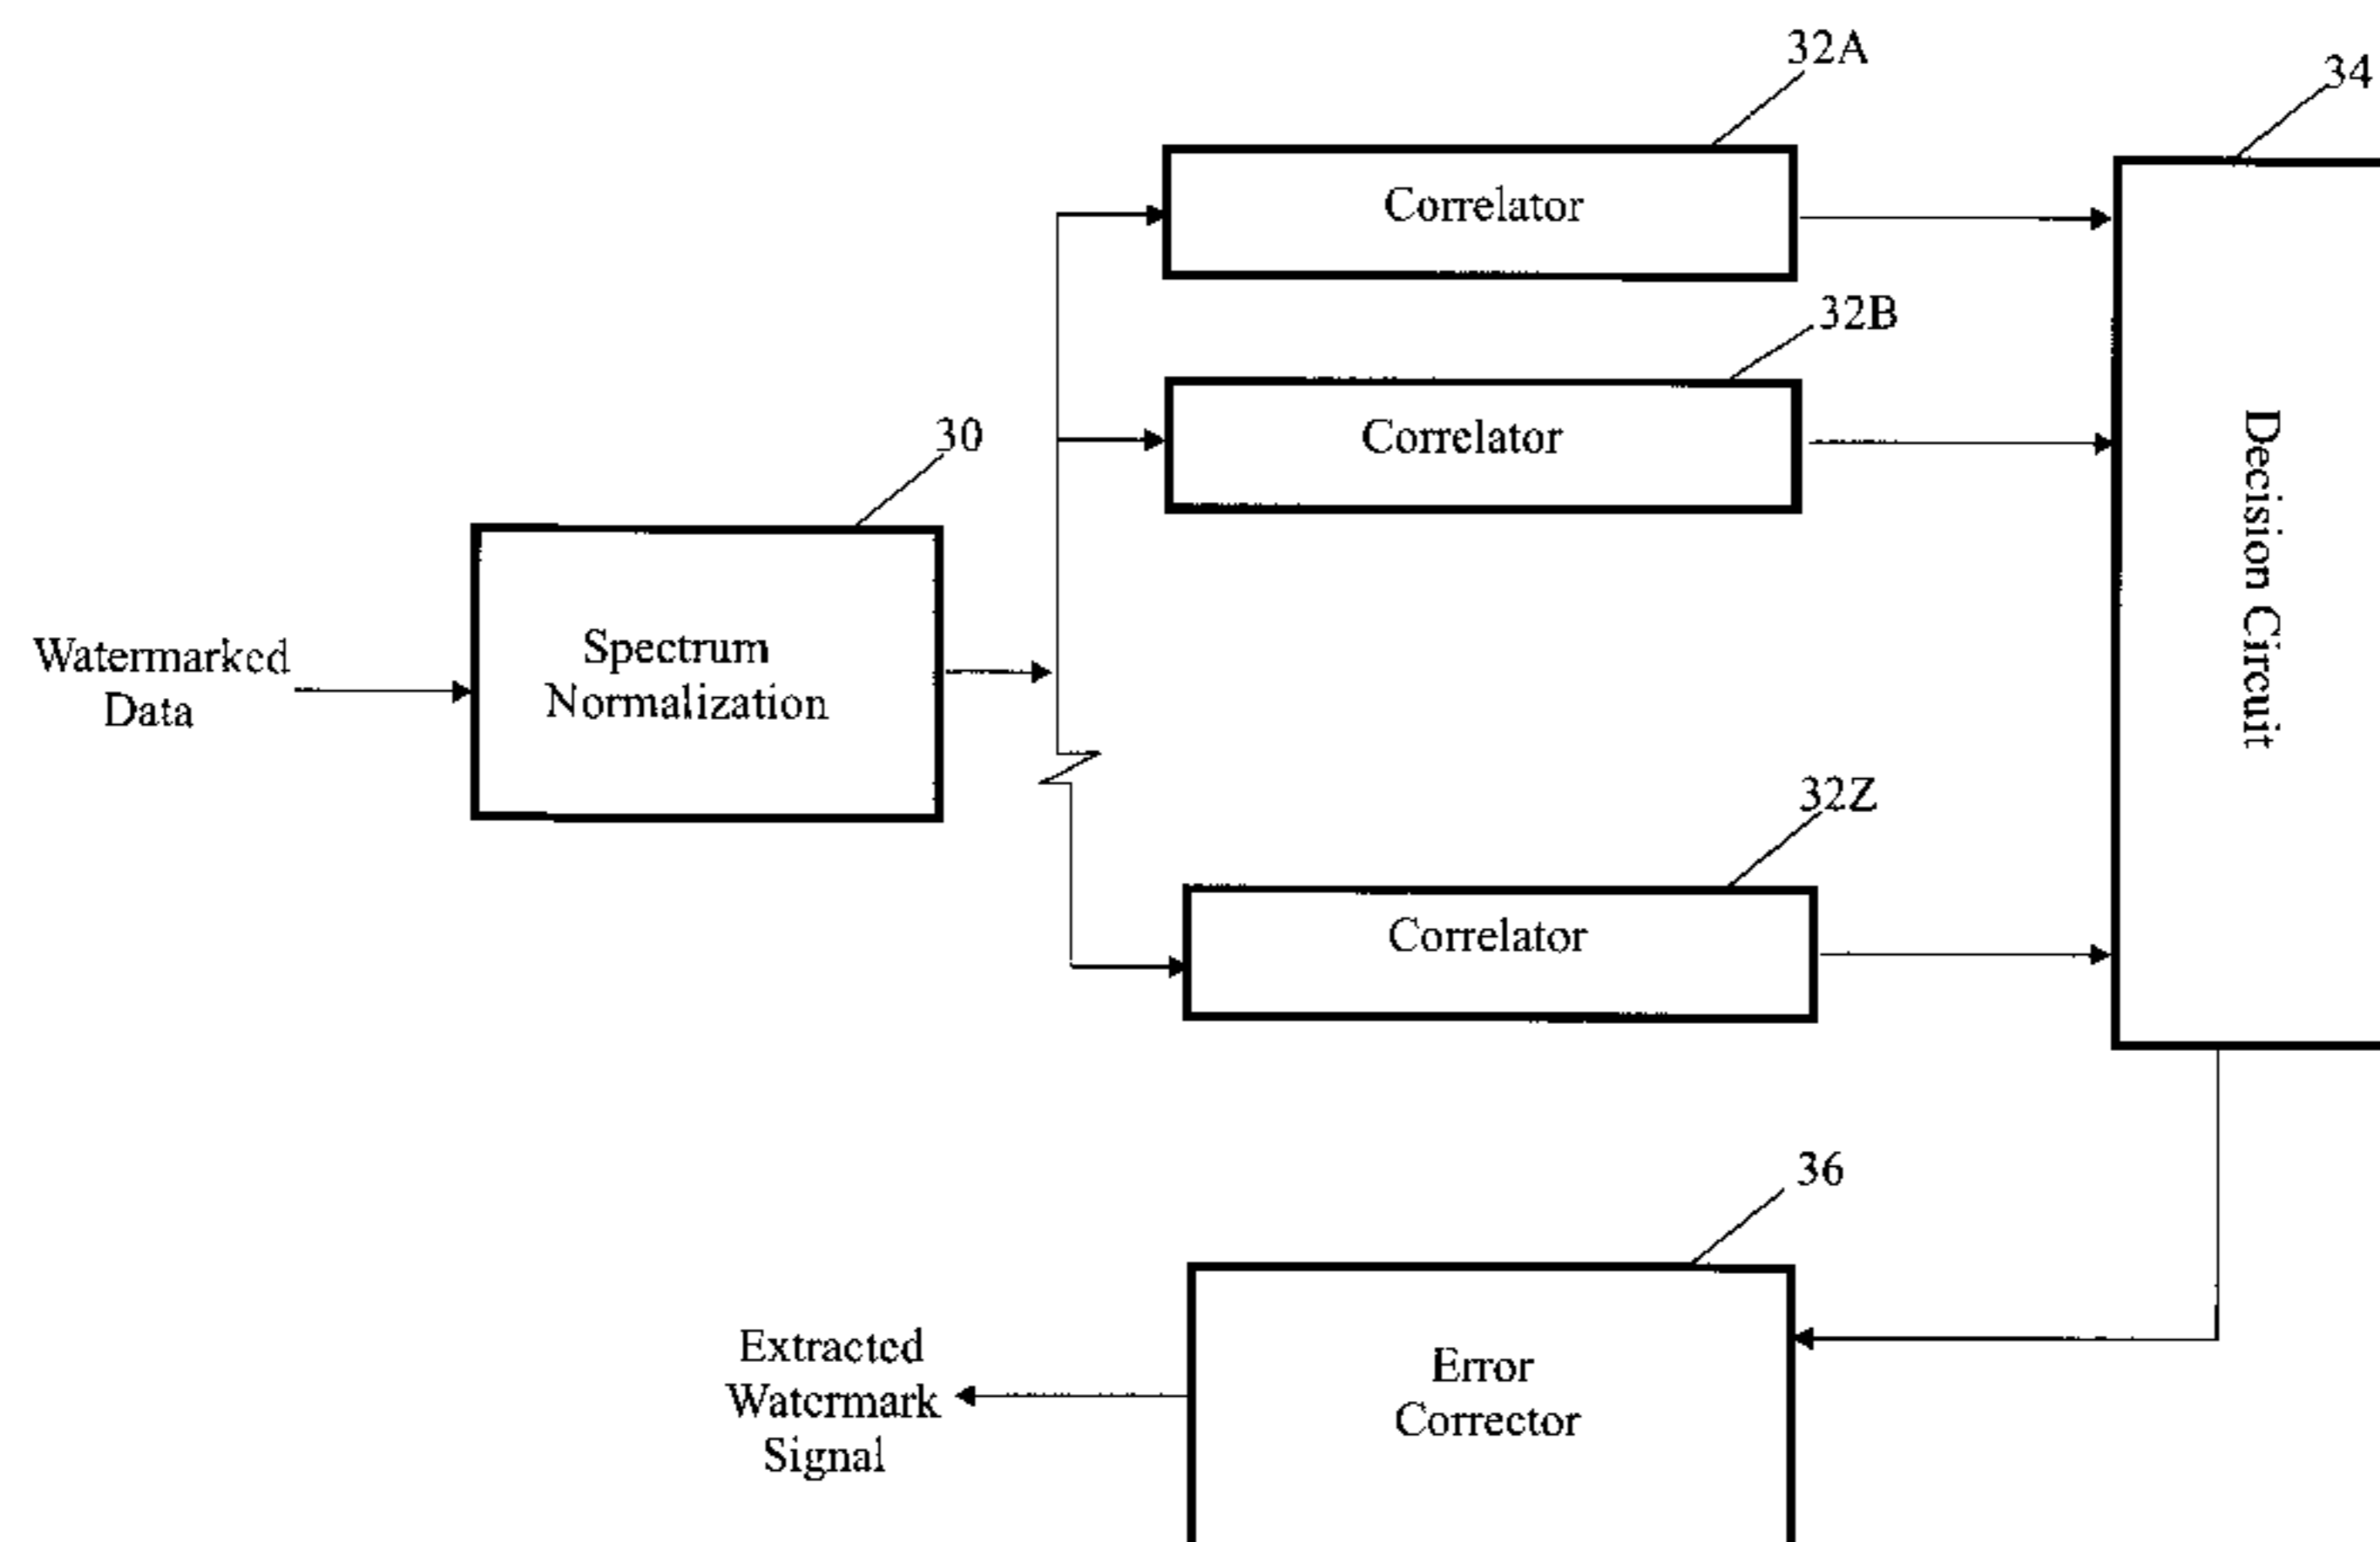 32A
34
Correlator
32B
Correlator
30
Watermarked
Data
Spectrum
Normalization
Decision Circuit
32Z
Correlator
36
Extracted
Watermark
Signal
Error
Corrector